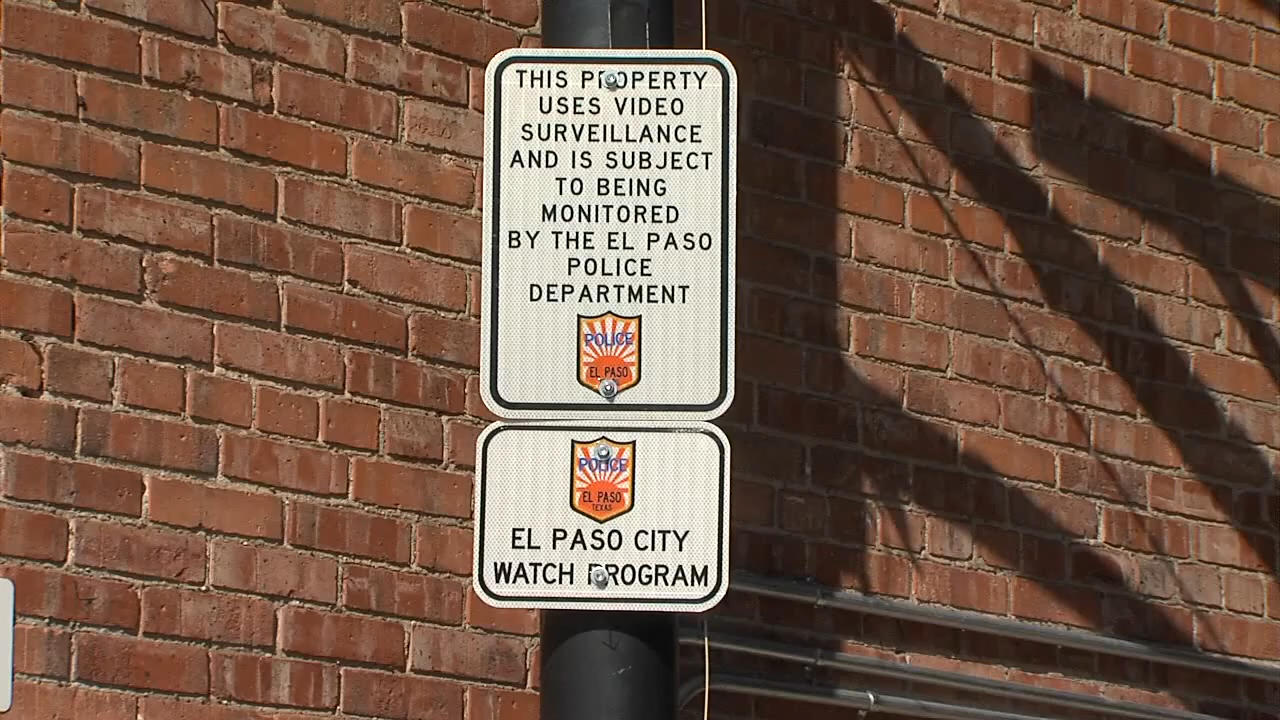 THIS PROPERTY
USES VIDEO
SURVEILLANCE
AND IS SUBJECT
TO BEING
MONITORED
BY THE EL PASO
POLICE
DEPARTMENT
POLICE
EL PASO
POLICE
EL PASO
TEXAS
EL PASO CITY
WATCH PROGRAM